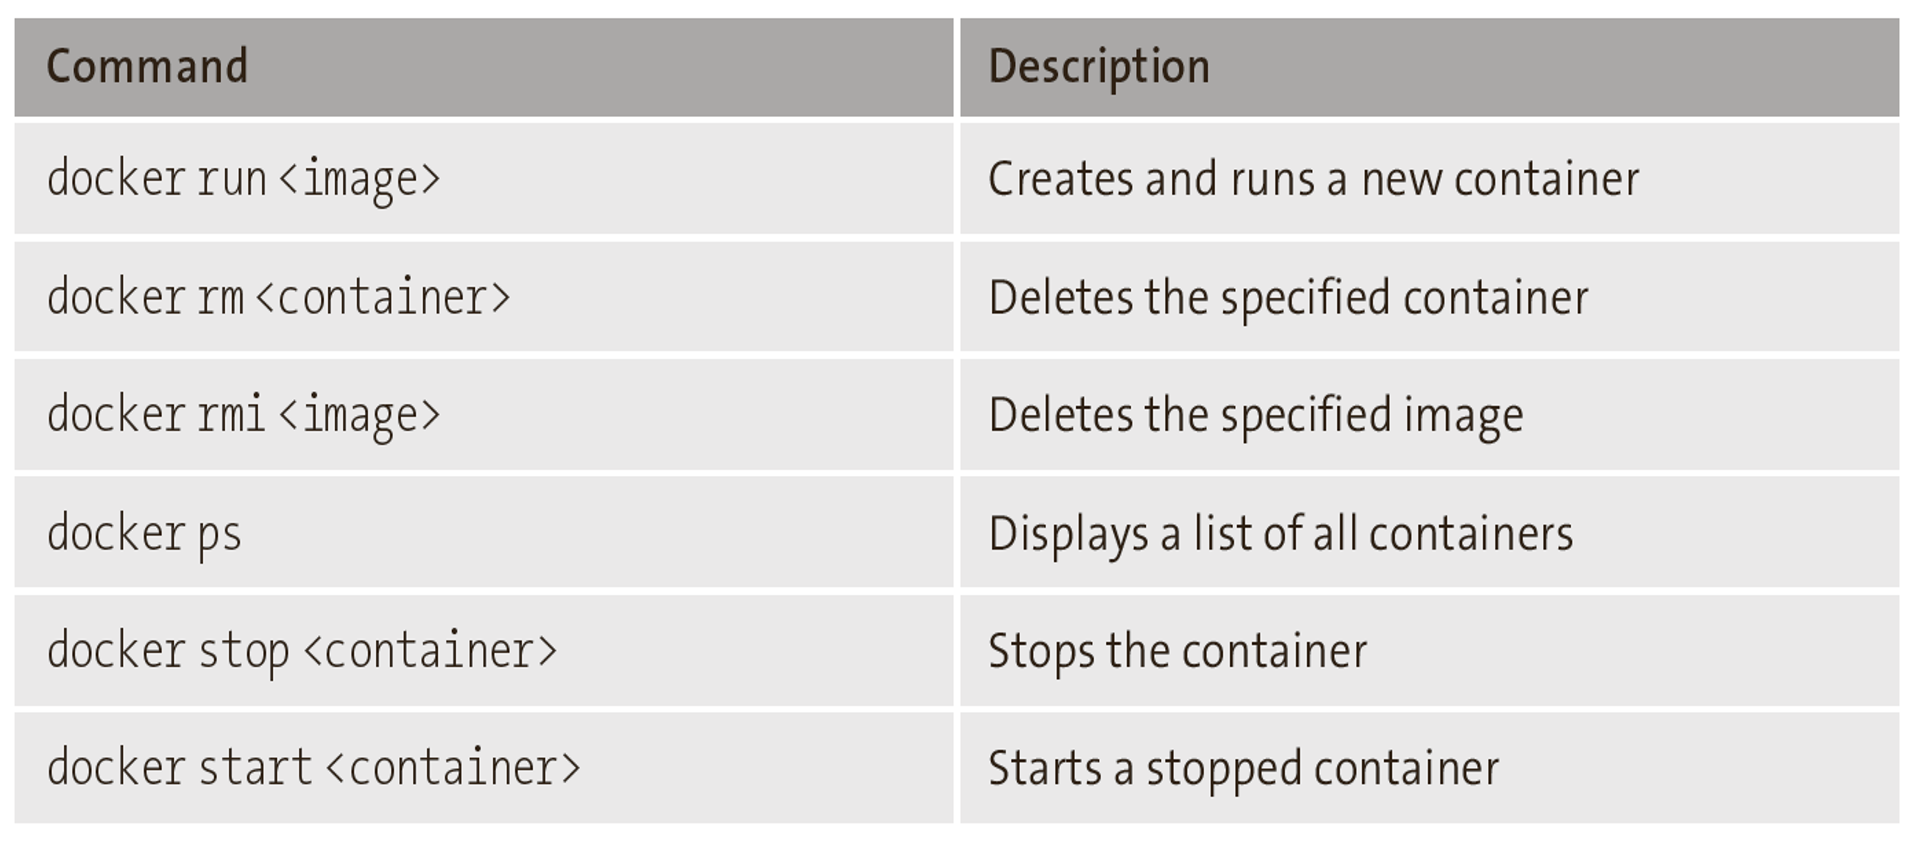 Command Description
docker run <image> Creates and runs a new container
docker rm <container> Deletes the specified container
docker rmi <image> Deletes the specified image
docker ps Displays a list of all containers
docker stop <container> Stops the container
docker start <container> Starts a stopped container